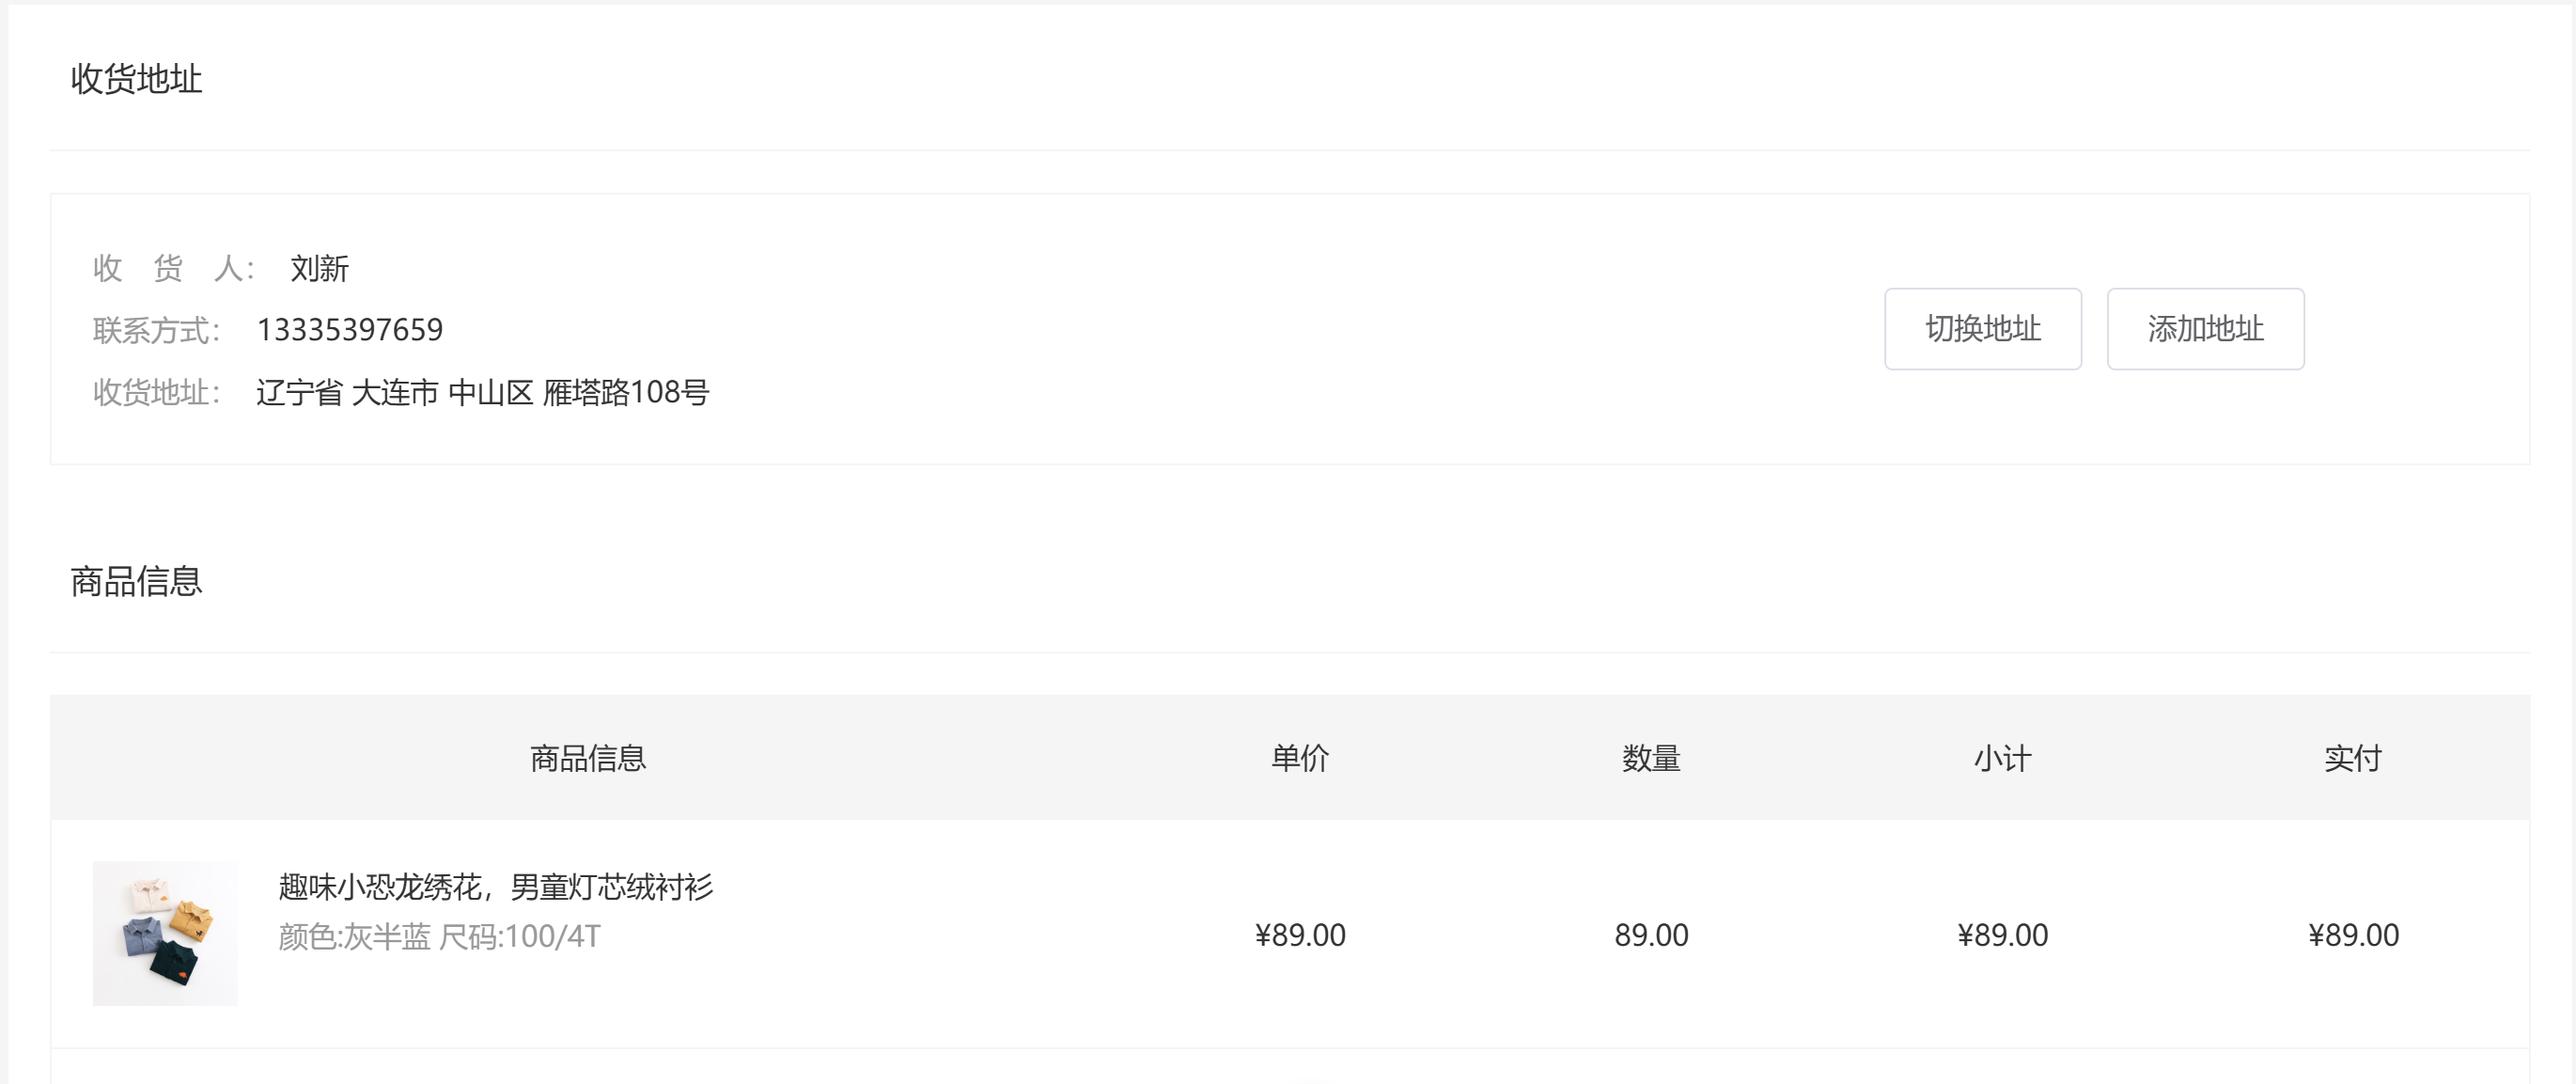 收货地址
收 货 人： 刘新
联系方式： 13335397659
收货地址： 辽宁省 大连市 中山区 雁塔路108号
切换地址 添加地址
商品信息
商品信息 单价 数量 小计 实付
趣味小恐龙绣花，男童灯芯绒衬衫
颜色:灰半蓝 尺码:100/4T
¥89.00 89.00 ¥89.00 ¥89.00